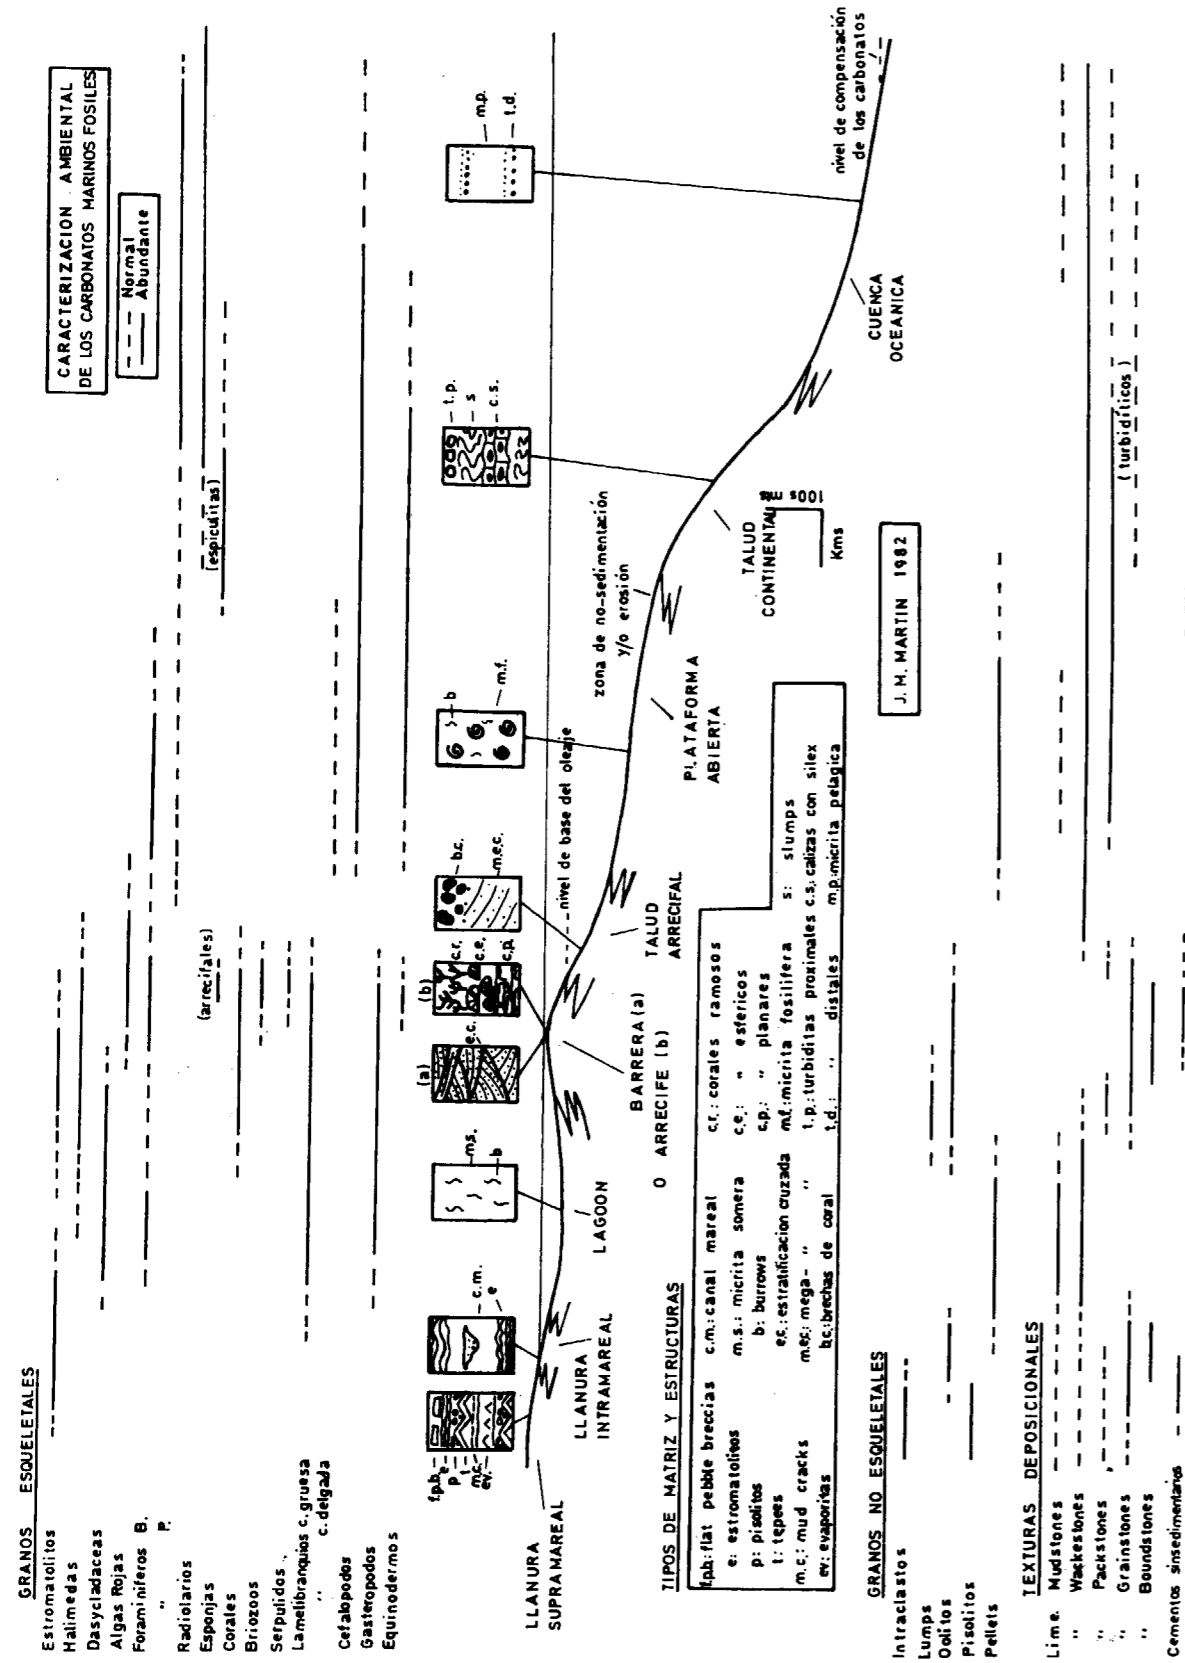 CARACTERIZACION AMBIENTAL
DE LOS CARBONATOS MARINOS FOSILES
--- Normal
—— Abundante
GRANOS ESQUELETALES
Estromatolitos
Halimedas
Dasycladaceas
Algas Rojas
Foraminiferos B.
" P.
Radiolarios
Esponjas
(arrecifales)
(espiculitas)
Corales
Briozoos
Serpulidos
Lamelibranquios c. gruesa
" c. delgada
Cefalopodos
Gasteropodos
Equinodermos
f.p.b.
e
p
t
m.c.
ev.
c.m.
e
m.s.
b
(a)
e.c.
(b)
c.r.
c.e.
c.p.
b.c.
m.e.c.
b
m.f.
t.p.
s
c.s.
m.p.
t.d.
nivel de base del oleaje
zona de no-sedimentación
y/o erosión
nivel de compensación
de los carbonatos
LLANURA
SUPRAMAREAL
LLANURA
INTRAMAREAL
LAGOON
BARRERA (a)
O ARRECIFE (b)
TALUD
ARRECIFAL
PLATAFORMA
ABIERTA
TALUD
CONTINENTAL
CUENCA
OCEANICA
100s ms
Kms
TIPOS DE MATRIZ Y ESTRUCTURAS
f.p.b.: flat pebble breccias
e: estromatolitos
p: pisolitos
t: tepees
m.c.: mud cracks
ev: evaporitas
c.m.: canal mareal
m.s.: micrita somera
b: burrows
e.c.: estratificacion cruzada
m.e.c.: mega- " "
b.c.: brechas de coral
c.r.: corales ramosos
c.e.: " esfericos
c.p.: " planares
m.f.: micrita fosilifera
t.p.: turbiditas proximales
t.d.: " distales
s: slumps
c.s.: calizas con silex
m.p.: micrita pelagica
J. M. MARTIN 1982
GRANOS NO ESQUELETALES
Intraclastos
Lumps
Oolitos
Pisolitos
Pellets
TEXTURAS DEPOSICIONALES
Lime. Mudstones
" Wackestones
" Packstones
" Grainstones
(turbidíticos)
" Boundstones
Cementos sinsedimentarios